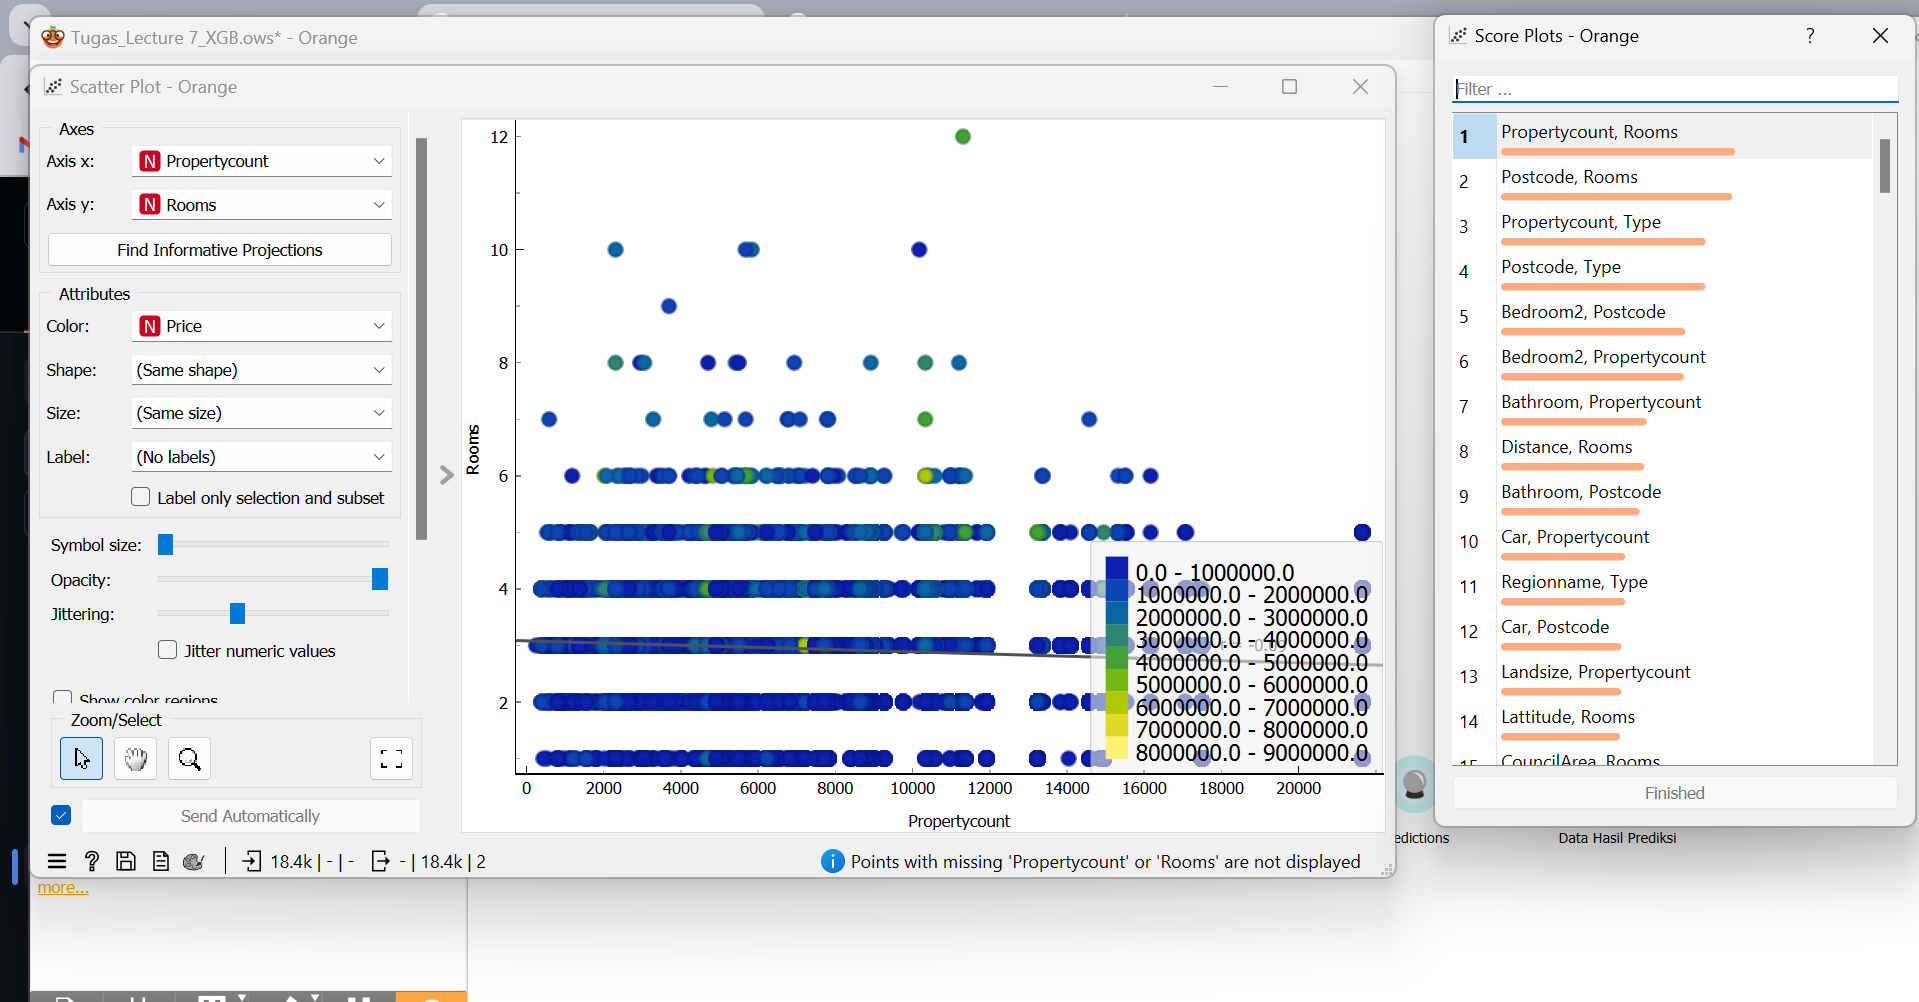 Tugas_Lecture 7_XGB.ows* - Orange
Scatter Plot - Orange
Axes
Axis x:
N Propertycount
Axis y:
N Rooms
Find Informative Projections
Attributes
Color:
N Price
Shape:
(Same shape)
Size:
(Same size)
Label:
(No labels)
Label only selection and subset
Symbol size:
Opacity:
Jittering:
Jitter numeric values
Show color regions
Zoom/Select
Send Automatically
18.4k | - | -
- | 18.4k | 2
Points with missing 'Propertycount' or 'Rooms' are not displayed
more...
Rooms
12
10
8
6
4
2
0
2000
4000
6000
8000
10000
12000
14000
16000
18000
20000
Propertycount
0.0 - 1000000.0
1000000.0 - 2000000.0
2000000.0 - 3000000.0
3000000.0 - 4000000.0
4000000.0 - 5000000.0
5000000.0 - 6000000.0
6000000.0 - 7000000.0
7000000.0 - 8000000.0
8000000.0 - 9000000.0
Score Plots - Orange
?
Filter ...
1 Propertycount, Rooms
2 Postcode, Rooms
3 Propertycount, Type
4 Postcode, Type
5 Bedroom2, Postcode
6 Bedroom2, Propertycount
7 Bathroom, Propertycount
8 Distance, Rooms
9 Bathroom, Postcode
10 Car, Propertycount
11 Regionname, Type
12 Car, Postcode
13 Landsize, Propertycount
14 Lattitude, Rooms
15 CouncilArea, Rooms
Finished
edictions
Data Hasil Prediksi